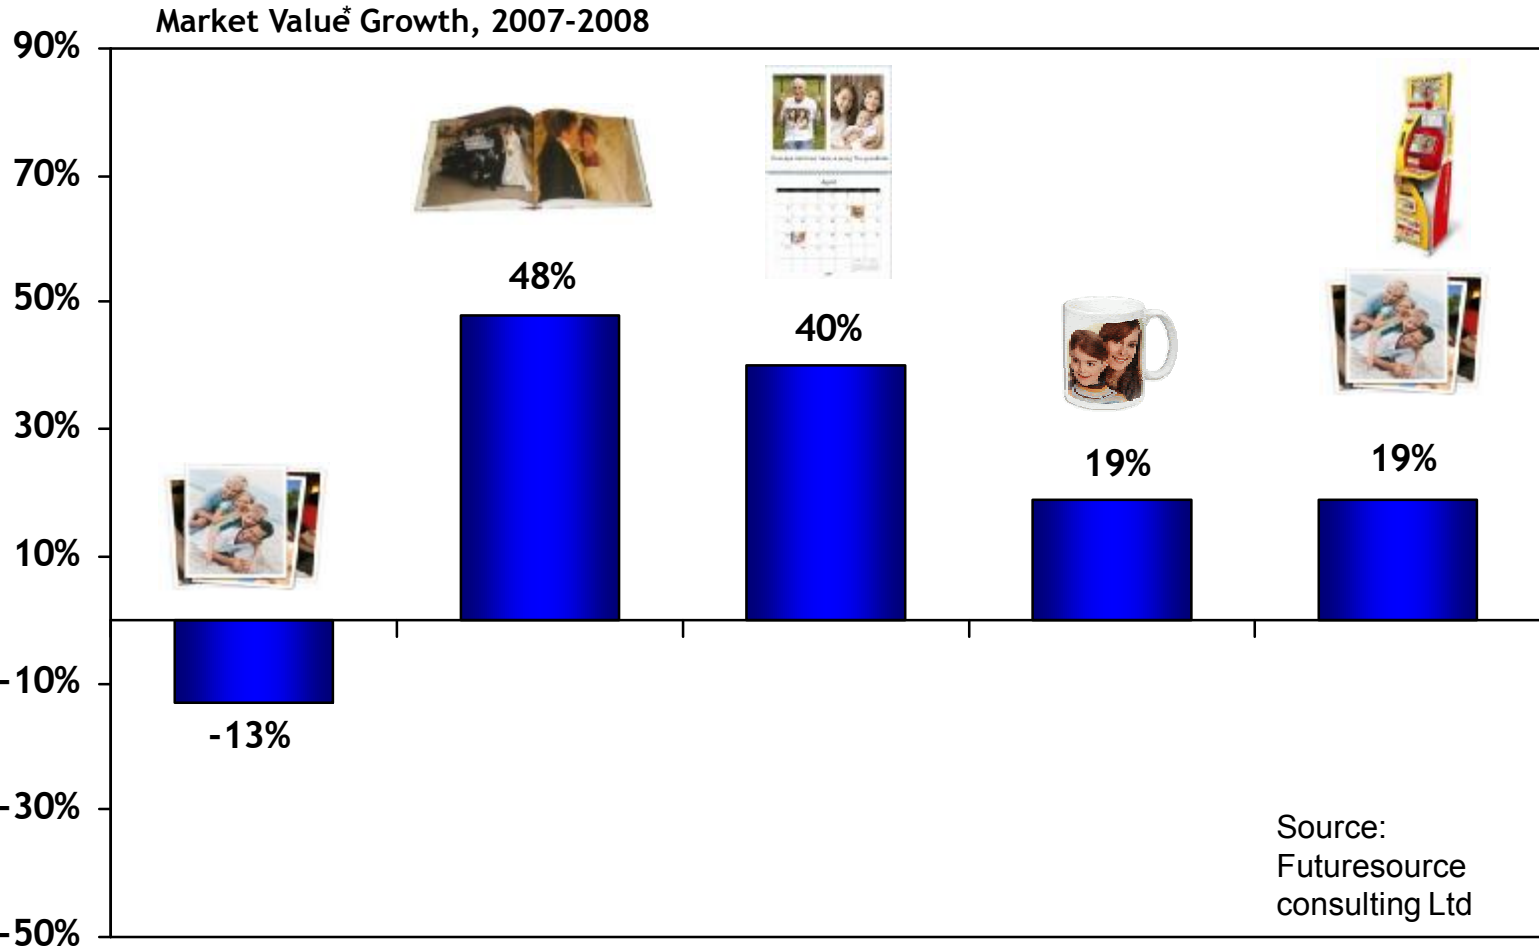 Market Value* Growth, 2007-2008
90%
70%
50%
30%
10%
-10%
-30%
-50%
-13%
48%
40%
19%
19%
April
Source:
Futuresource
consulting Ltd